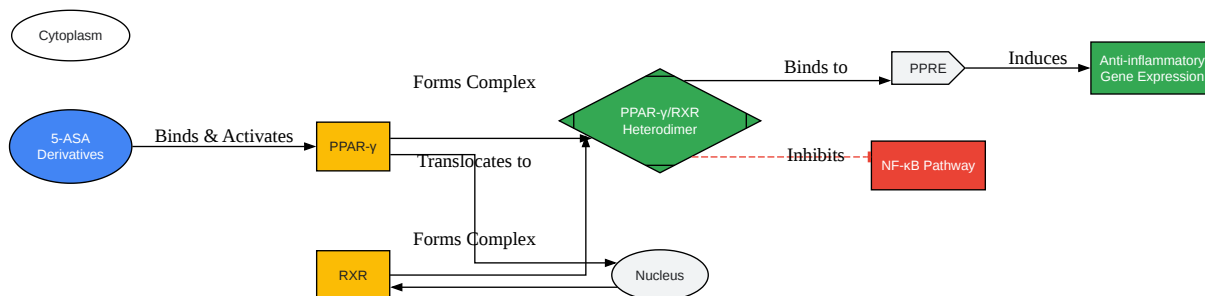 Cytoplasm
Forms Complex
Binds to
PPRE
Induces
Anti-inflammatory
Gene Expression
5-ASA
Derivatives
Binds & Activates
PPAR-γ
Translocates to
PPAR-γ/RXR
Heterodimer
Inhibits
NF-κB Pathway
Forms Complex
RXR
Nucleus